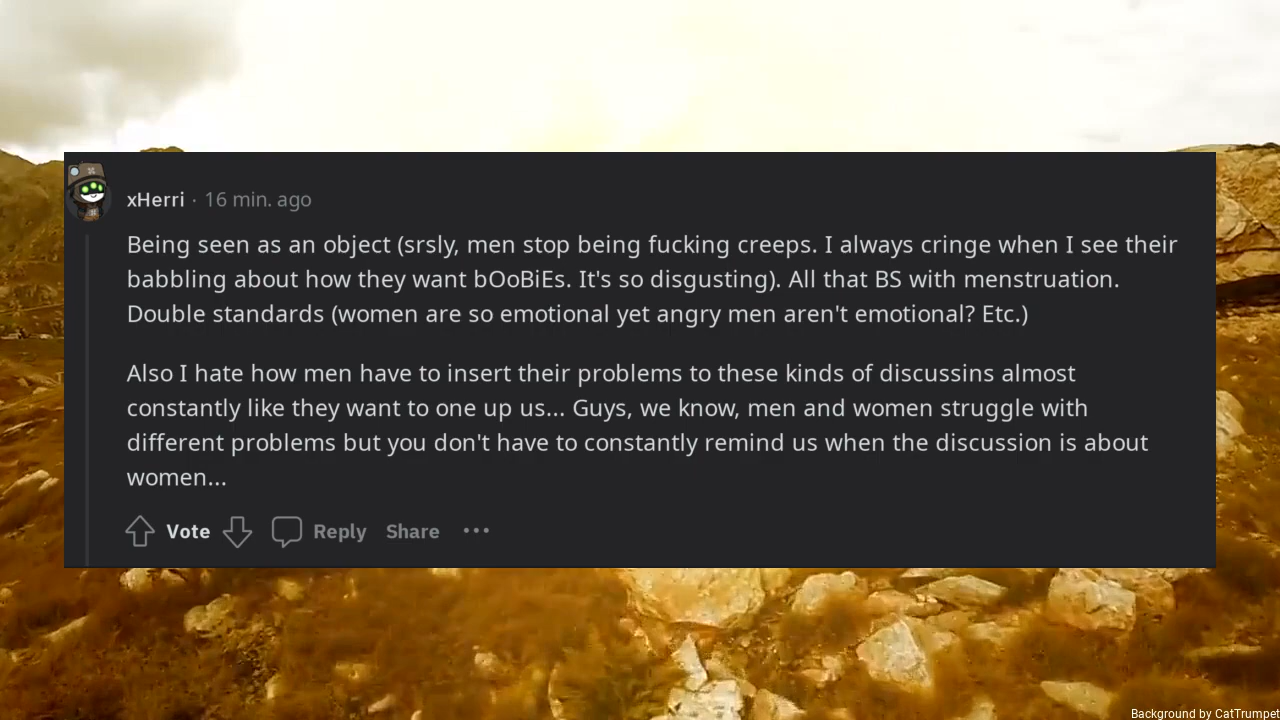 xHerri · 16 min. ago
Being seen as an object (srsly, men stop being fucking creeps. I always cringe when I see their
babbling about how they want bOoBiEs. It's so disgusting). All that BS with menstruation.
Double standards (women are so emotional yet angry men aren't emotional? Etc.)
Also I hate how men have to insert their problems to these kinds of discussins almost
constantly like they want to one up us... Guys, we know, men and women struggle with
different problems but you don't have to constantly remind us when the discussion is about
women...
Vote Reply Share ···
Background by CatTrumpet